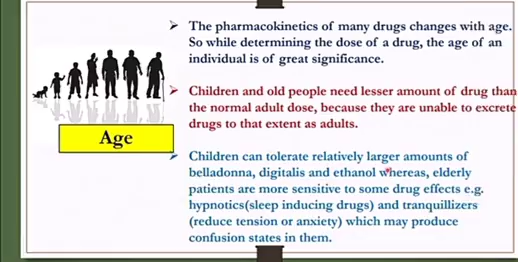 The pharmacokinetics of many drugs changes with age.
So while determining the dose of a drug, the age of an
individual is of great significance.
Children and old people need lesser amount of drug than
the normal adult dose, because they are unable to excrete
drugs to that extent as adults.
Age
Children can tolerate relatively larger amounts of
belladonna, digitalis and ethanol whereas, elderly
patients are more sensitive to some drug effects e.g.
hypnotics(sleep inducing drugs) and tranquillizers
(reduce tension or anxiety) which may produce
confusion states in them.